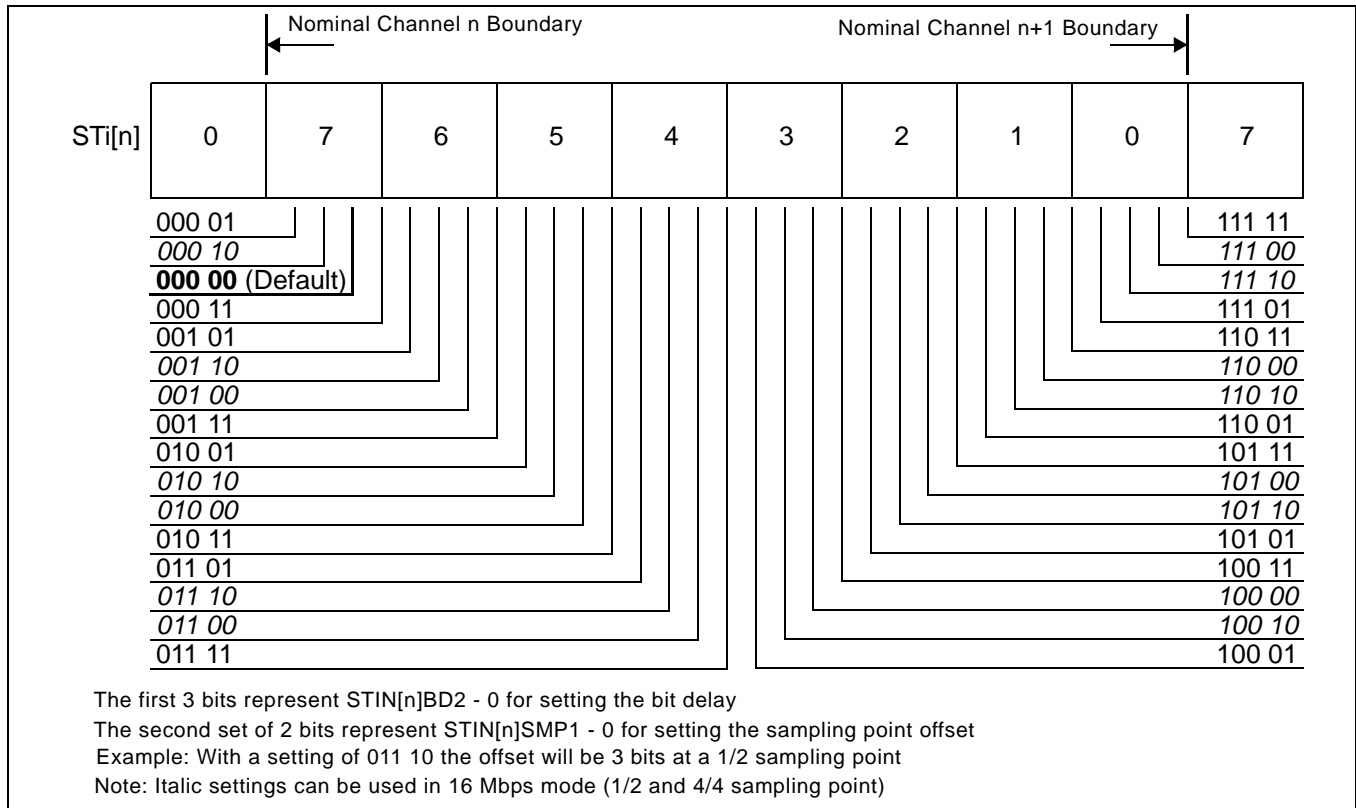 Nominal Channel n Boundary
Nominal Channel n+1 Boundary
STi[n] 0 7 6 5 4 3 2 1 0 7
000 01 111 11
000 10 111 00
000 00 (Default) 111 10
000 11 111 01
001 01 110 11
001 10 110 00
001 00 110 10
001 11 110 01
010 01 101 11
010 10 101 00
010 00 101 10
010 11 101 01
011 01 100 11
011 10 100 00
011 00 100 10
011 11 100 01
The first 3 bits represent STIN[n]BD2 - 0 for setting the bit delay
The second set of 2 bits represent STIN[n]SMP1 - 0 for setting the sampling point offset
Example: With a setting of 011 10 the offset will be 3 bits at a 1/2 sampling point
Note: Italic settings can be used in 16 Mbps mode (1/2 and 4/4 sampling point)